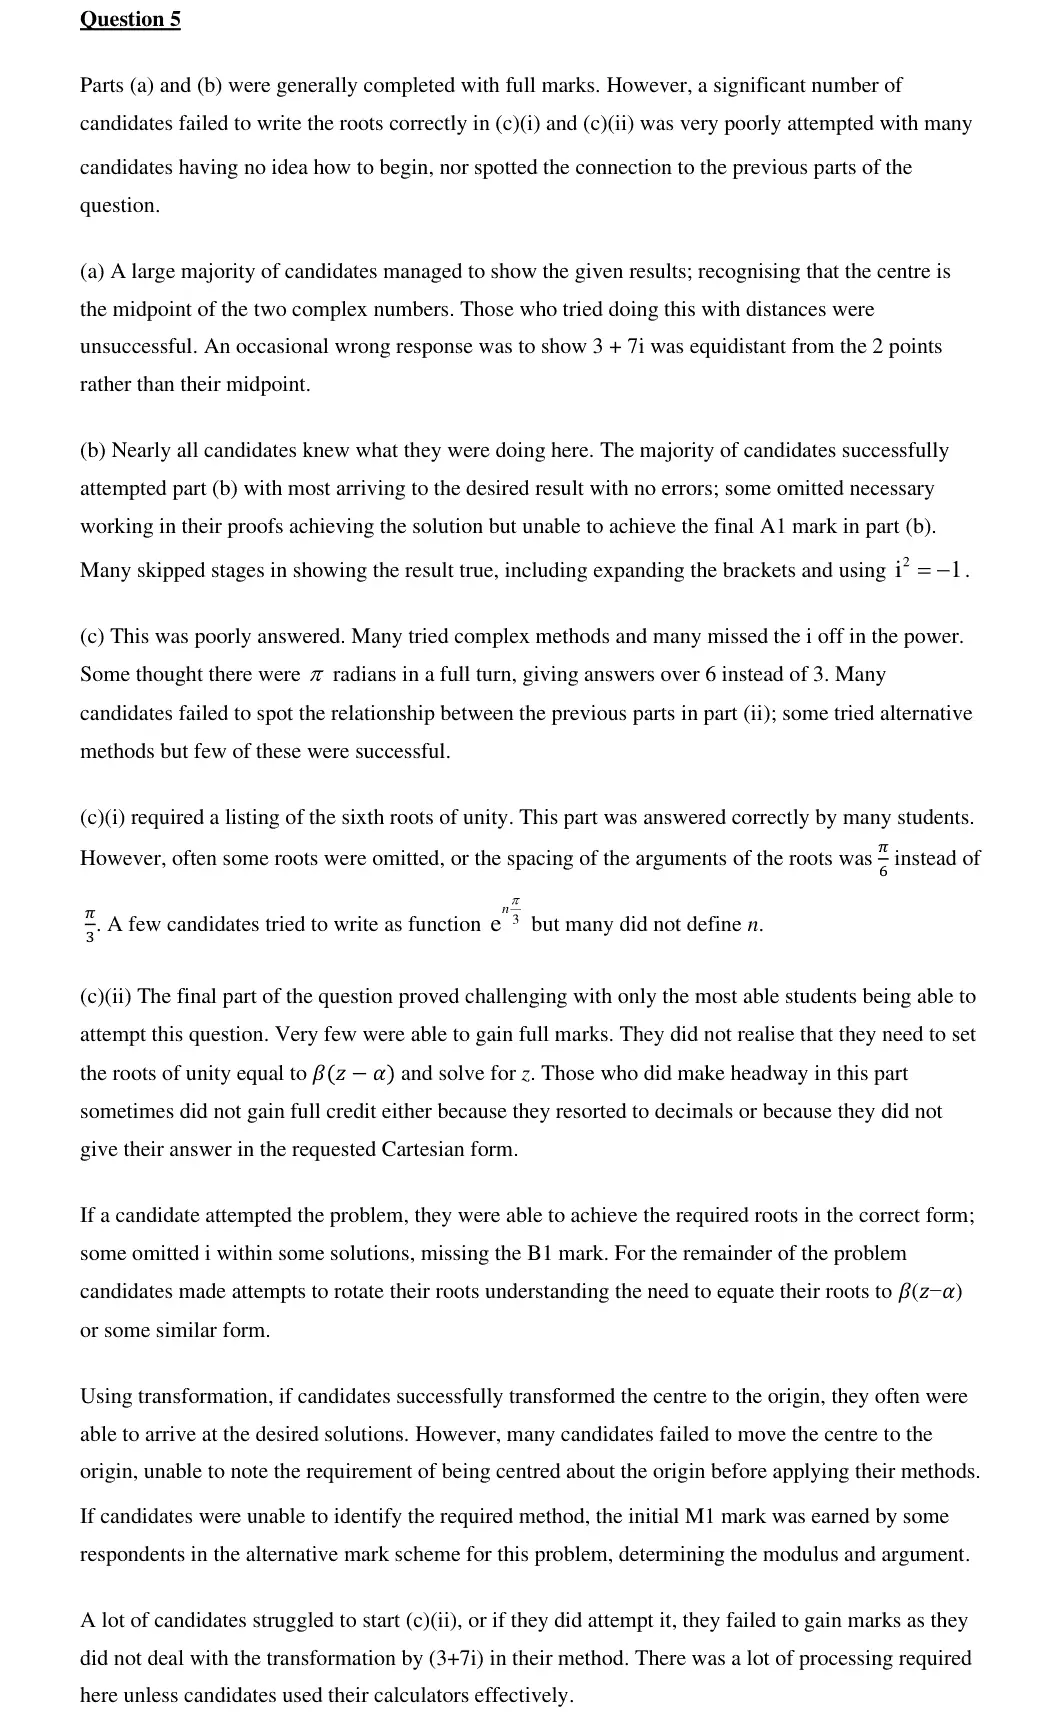 Question 5
Parts (a) and (b) were generally completed with full marks. However, a significant number of
candidates failed to write the roots correctly in (c)(i) and (c)(ii) was very poorly attempted with many
candidates having no idea how to begin, nor spotted the connection to the previous parts of the
question.
(a) A large majority of candidates managed to show the given results; recognising that the centre is
the midpoint of the two complex numbers. Those who tried doing this with distances were
unsuccessful. An occasional wrong response was to show 3 + 7i was equidistant from the 2 points
rather than their midpoint.
(b) Nearly all candidates knew what they were doing here. The majority of candidates successfully
attempted part (b) with most arriving to the desired result with no errors; some omitted necessary
working in their proofs achieving the solution but unable to achieve the final A1 mark in part (b).
Many skipped stages in showing the result true, including expanding the brackets and using i² = −1.
(c) This was poorly answered. Many tried complex methods and many missed the i off in the power.
Some thought there were π radians in a full turn, giving answers over 6 instead of 3. Many
candidates failed to spot the relationship between the previous parts in part (ii); some tried alternative
methods but few of these were successful.
(c)(i) required a listing of the sixth roots of unity. This part was answered correctly by many students.
However, often some roots were omitted, or the spacing of the arguments of the roots was π/6 instead of
π/3. A few candidates tried to write as function e^(nπ/3) but many did not define n.
(c)(ii) The final part of the question proved challenging with only the most able students being able to
attempt this question. Very few were able to gain full marks. They did not realise that they need to set
the roots of unity equal to β(z − α) and solve for z. Those who did make headway in this part
sometimes did not gain full credit either because they resorted to decimals or because they did not
give their answer in the requested Cartesian form.
If a candidate attempted the problem, they were able to achieve the required roots in the correct form;
some omitted i within some solutions, missing the B1 mark. For the remainder of the problem
candidates made attempts to rotate their roots understanding the need to equate their roots to β(z−α)
or some similar form.
Using transformation, if candidates successfully transformed the centre to the origin, they often were
able to arrive at the desired solutions. However, many candidates failed to move the centre to the
origin, unable to note the requirement of being centred about the origin before applying their methods.
If candidates were unable to identify the required method, the initial M1 mark was earned by some
respondents in the alternative mark scheme for this problem, determining the modulus and argument.
A lot of candidates struggled to start (c)(ii), or if they did attempt it, they failed to gain marks as they
did not deal with the transformation by (3+7i) in their method. There was a lot of processing required
here unless candidates used their calculators effectively.